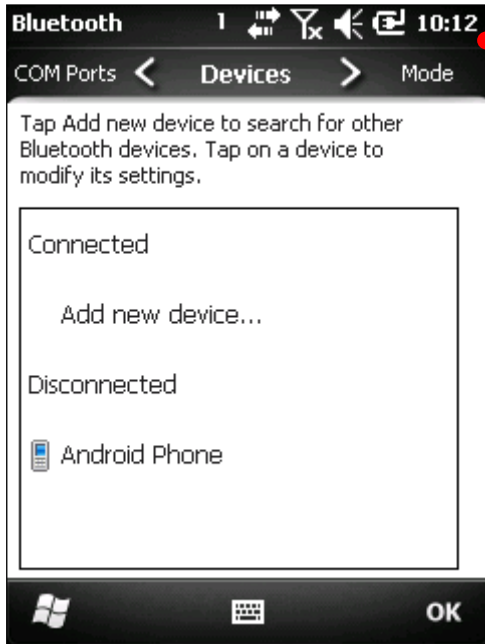 Bluetooth 1 10:12
COM Ports Devices Mode
Tap Add new device to search for other
Bluetooth devices. Tap on a device to
modify its settings.
Connected
Add new device...
Disconnected
Android Phone
OK